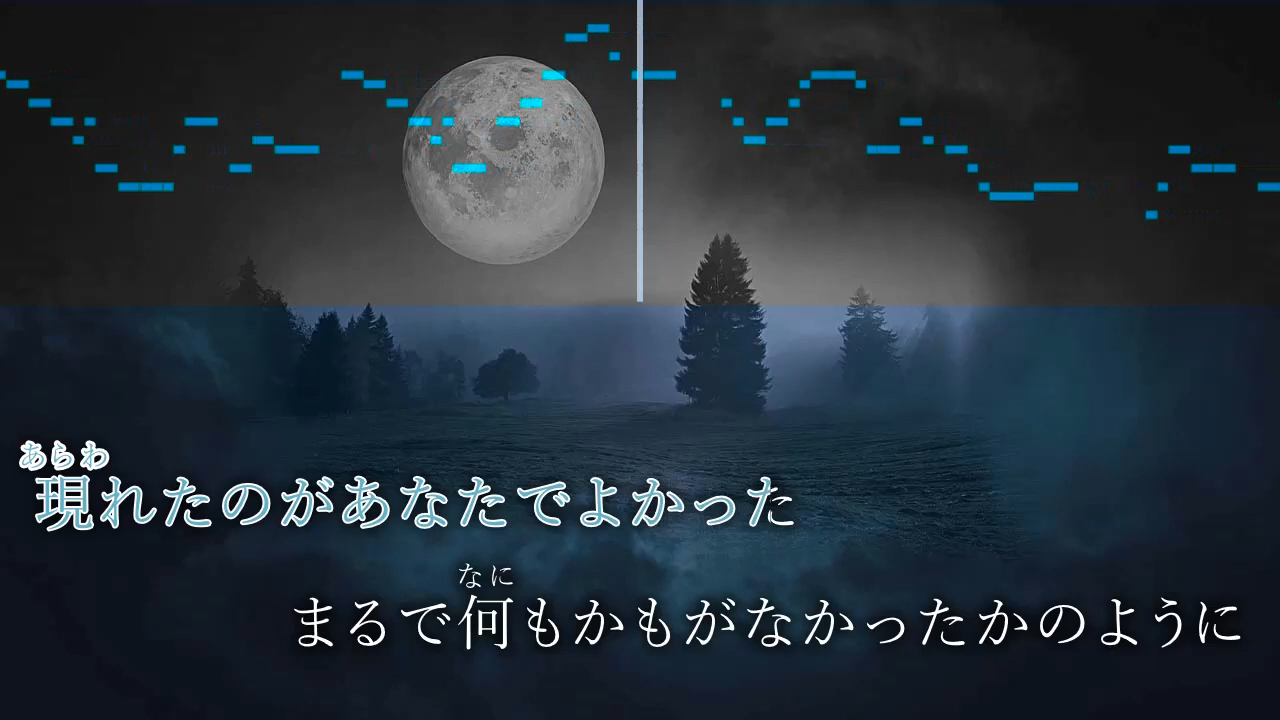 あらわ
現れたのがあなたでよかった
なに
まるで何もかもがなかったかのように